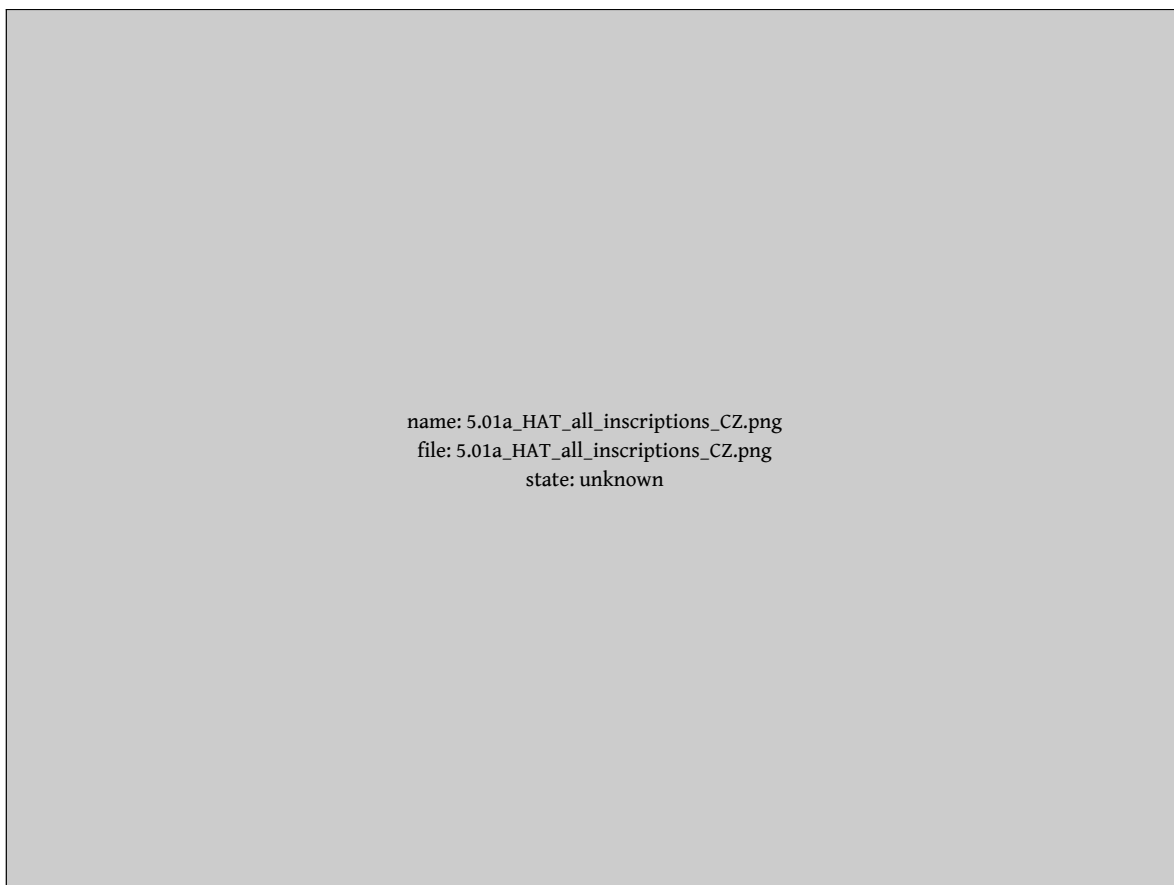 name: 5.01a_HAT_all_inscriptions_CZ.png
file: 5.01a_HAT_all_inscriptions_CZ.png
state: unknown